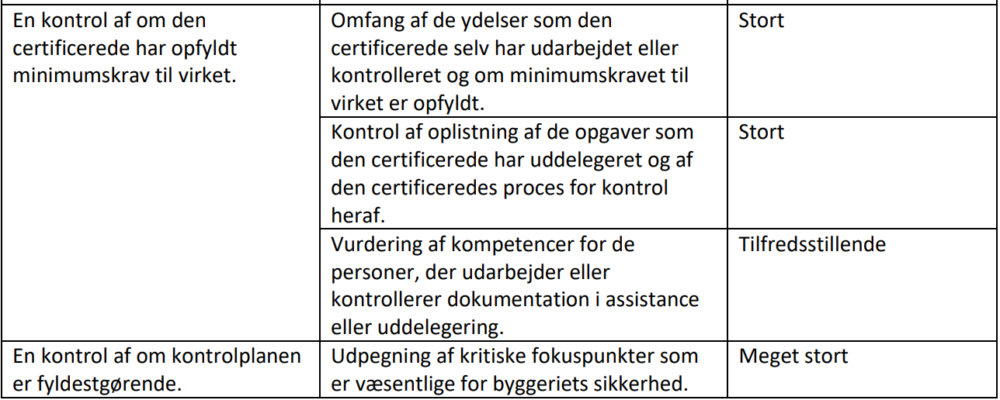 En kontrol af om den
certificerede har opfyldt
minimumskrav til virket.
Omfang af de ydelser som den
certificerede selv har udarbejdet eller
kontrolleret og om minimumskravet til
virket er opfyldt.
Stort
Kontrol af oplistning af de opgaver som
den certificerede har uddelegeret og af
den certificeredes proces for kontrol
heraf.
Stort
Vurdering af kompetencer for de
personer, der udarbejder eller
kontrollerer dokumentation i assistance
eller uddelegering.
Tilfredsstillende
En kontrol af om kontrolplanen
er fyldestgørende.
Udpegning af kritiske fokuspunkter som
er væsentlige for byggeriets sikkerhed.
Meget stort